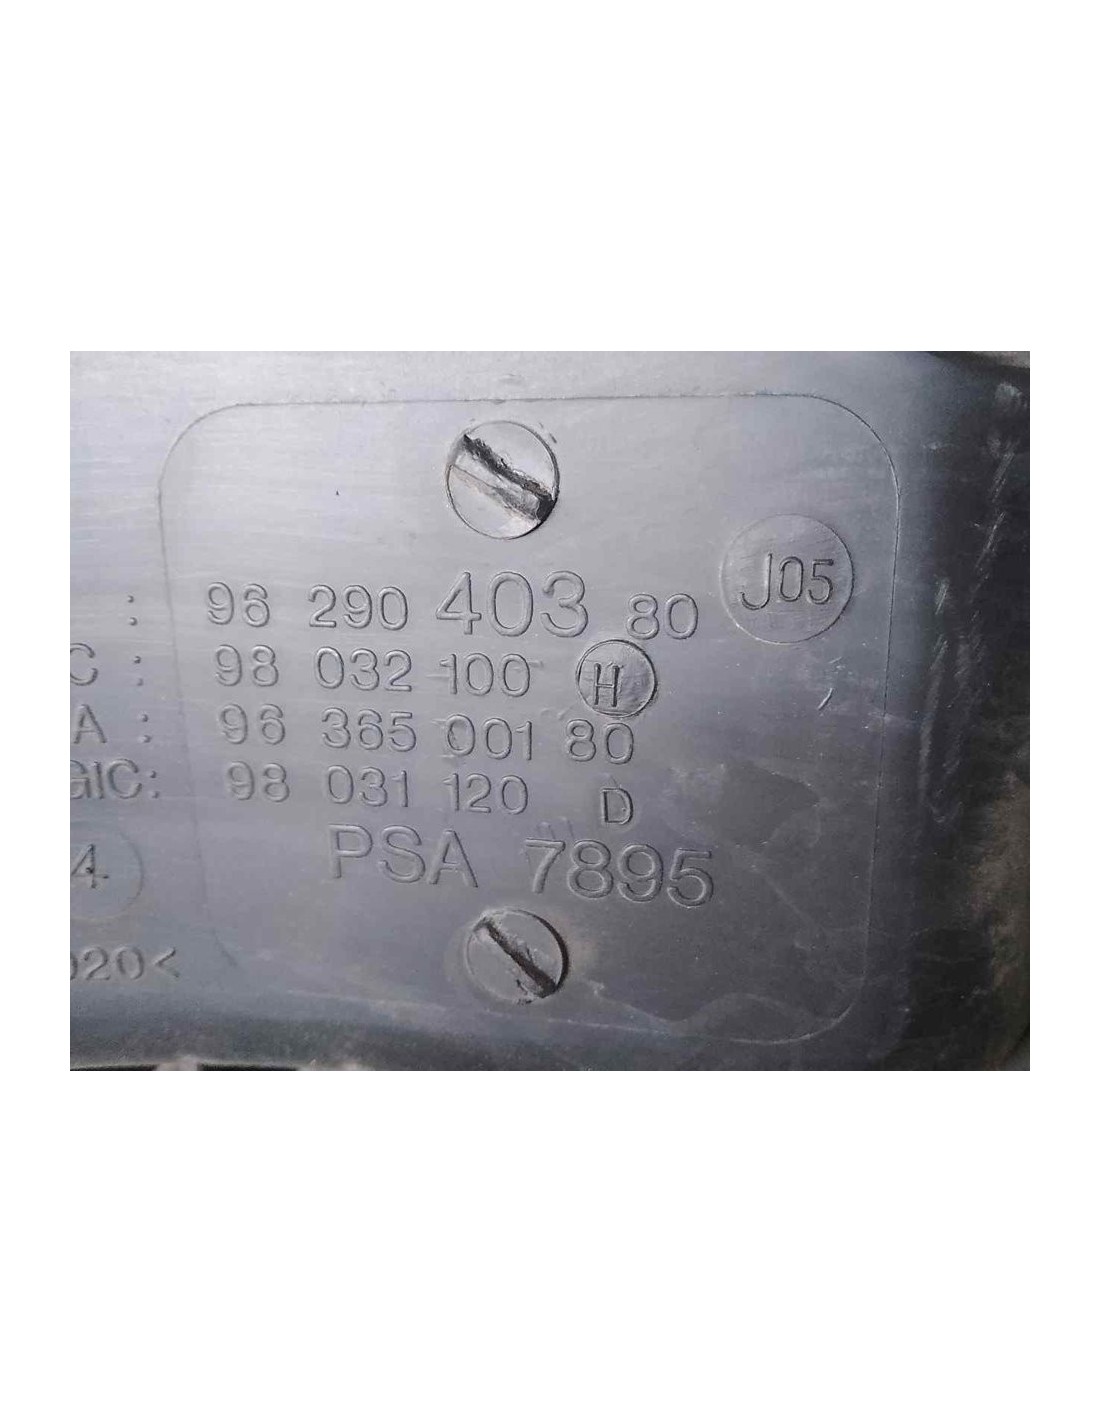 J05
: 96 290 403 80
C : 98 032 100 H
A : 96 365 001 80
GIC: 98 031 120 D
PSA 7895
4
020<